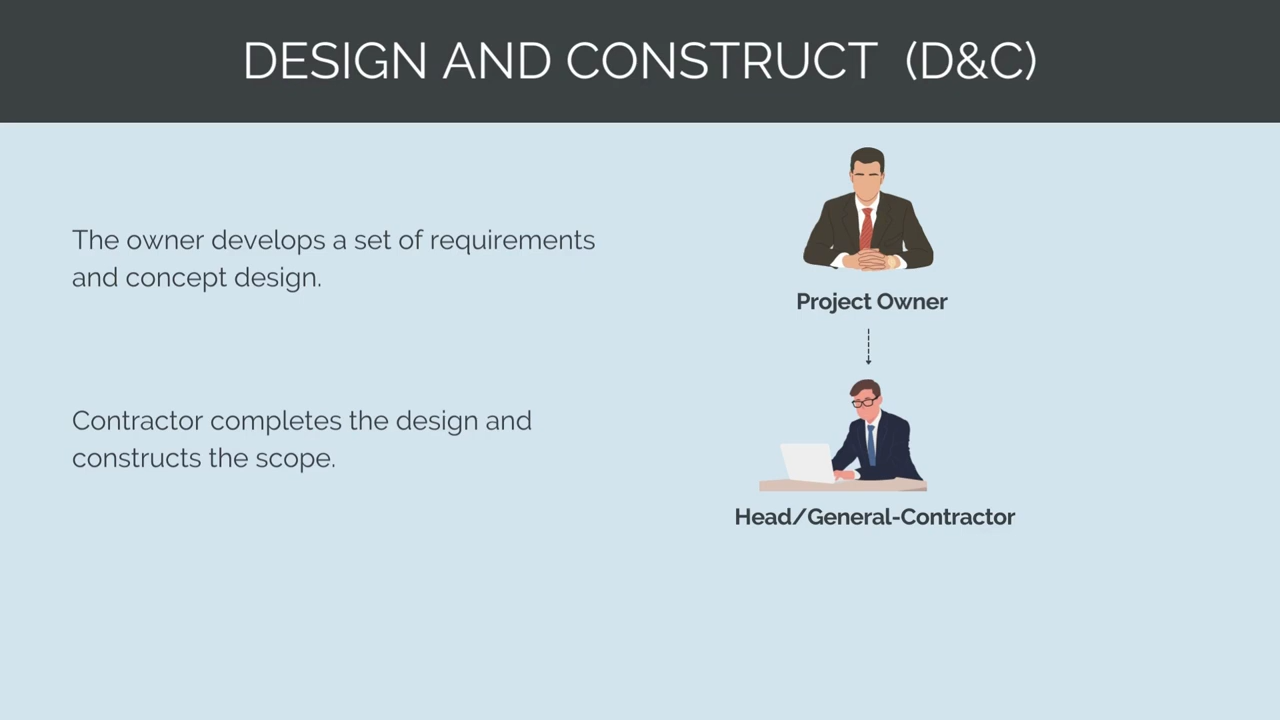 DESIGN AND CONSTRUCT (D&C)
The owner develops a set of requirements
and concept design.
Project Owner
Contractor completes the design and
constructs the scope.
Head/General-Contractor